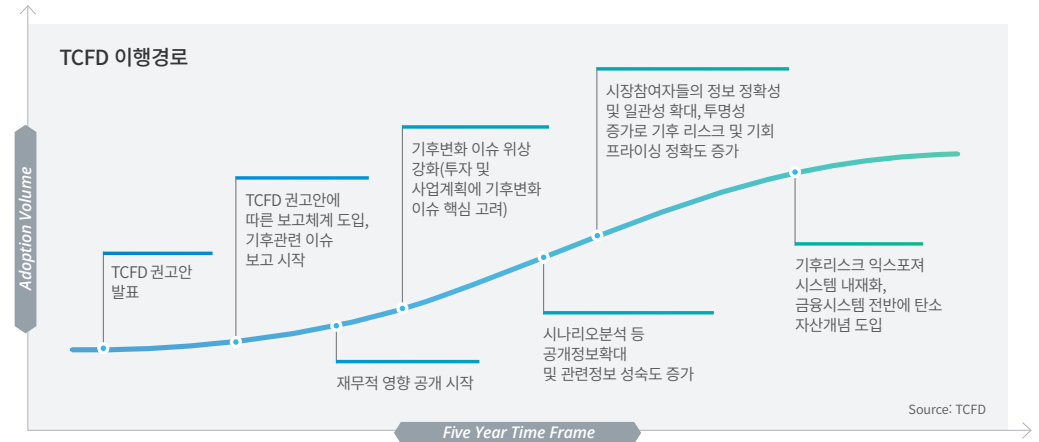 TCFD 이행경로
Adoption Volume
TCFD 권고안
발표
TCFD 권고안에
따른 보고체계 도입,
기후관련 이슈
보고 시작
재무적 영향 공개 시작
기후변화 이슈 위상
강화(투자 및
사업계획에 기후변화
이슈 핵심 고려)
시나리오분석 등
공개정보확대
및 관련정보 성숙도 증가
시장참여자들의 정보 정확성
및 일관성 확대, 투명성
증가로 기후 리스크 및 기회
프라이싱 정확도 증가
기후리스크 익스포져
시스템 내재화,
금융시스템 전반에 탄소
자산개념 도입
Source: TCFD
Five Year Time Frame